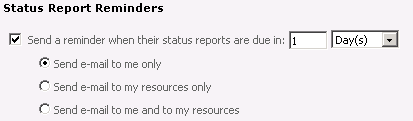 Status Report Reminders
Send a reminder when their status reports are due in: 1 Day(s)
Send e-mail to me only
Send e-mail to my resources only
Send e-mail to me and to my resources